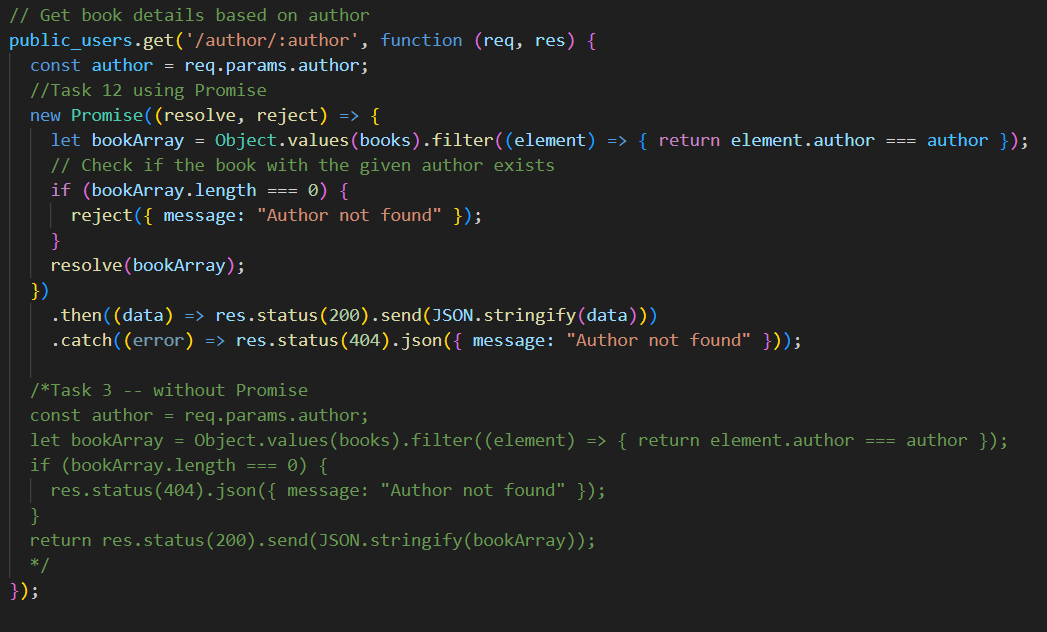 // Get book details based on author
public_users.get('/author/:author', function (req, res) {
  const author = req.params.author;
  //Task 12 using Promise
  new Promise((resolve, reject) => {
    let bookArray = Object.values(books).filter((element) => { return element.author === author });
    // Check if the book with the given author exists
    if (bookArray.length === 0) {
      reject({ message: "Author not found" });
    }
    resolve(bookArray);
  })
    .then((data) => res.status(200).send(JSON.stringify(data)))
    .catch((error) => res.status(404).json({ message: "Author not found" }));

  /*Task 3 -- without Promise
  const author = req.params.author;
  let bookArray = Object.values(books).filter((element) => { return element.author === author });
  if (bookArray.length === 0) {
    res.status(404).json({ message: "Author not found" });
  }
  return res.status(200).send(JSON.stringify(bookArray));
  */
});